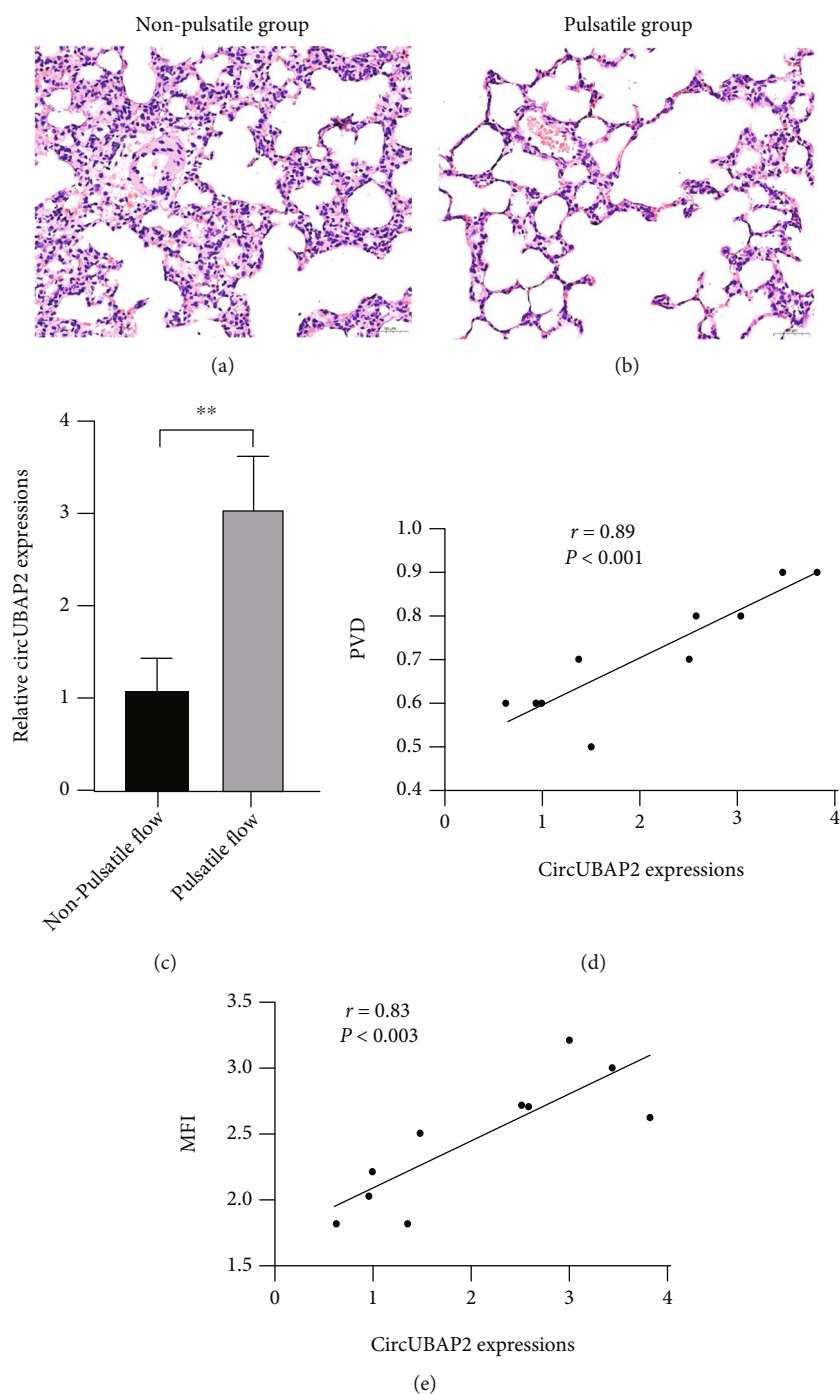 Non-pulsatile group
Pulsatile group
(a)
(b)
Relative circUBAP2 expressions
4
3
2
1
0
**
Non-Pulsatile flow
Pulsatile flow
(c)
PVD
1.0
0.9
0.8
0.7
0.6
0.5
0.4
r = 0.89
P < 0.001
0 1 2 3 4
CircUBAP2 expressions
(d)
MFI
3.5
3.0
2.5
2.0
1.5
r = 0.83
P < 0.003
0 1 2 3 4
CircUBAP2 expressions
(e)